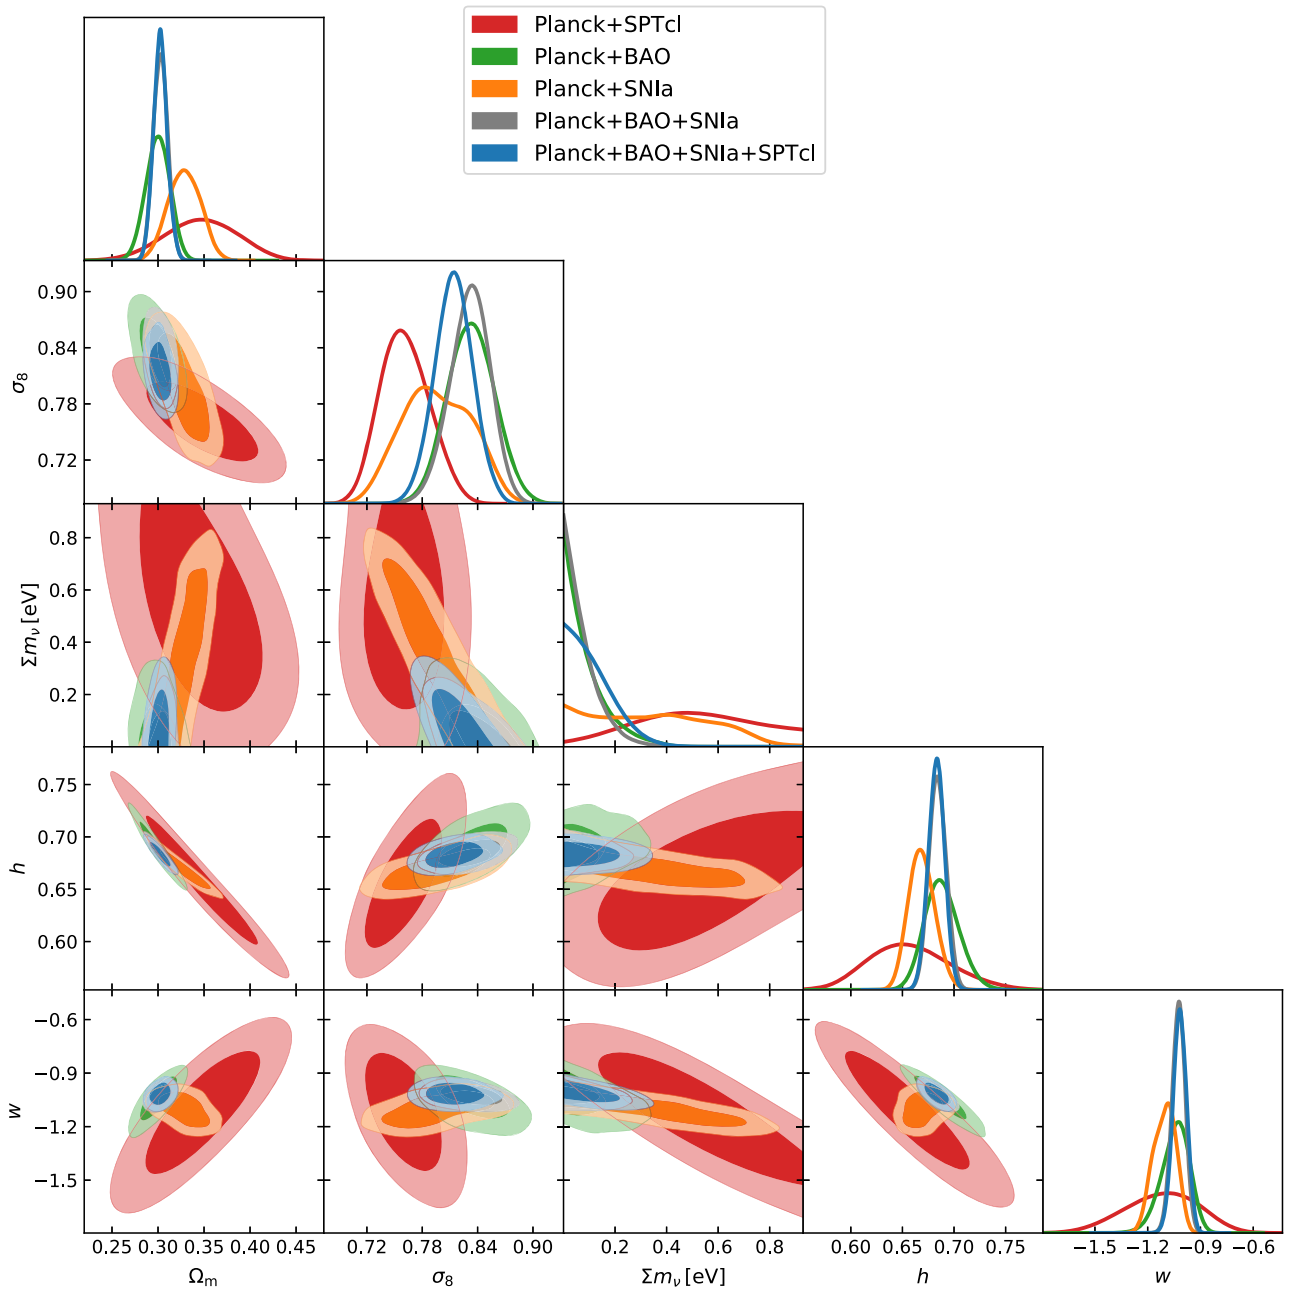 Planck+SPTcl
Planck+BAO
Planck+SNIa
Planck+BAO+SNIa
Planck+BAO+SNIa+SPTcl
0.90
0.84
0.78
0.72
σ₈
0.8
0.6
0.4
0.2
Σmν [eV]
0.75
0.70
0.65
0.60
h
−0.6
−0.9
−1.2
−1.5
w
0.25 0.30 0.35 0.40 0.45
0.72 0.78 0.84 0.90
0.2 0.4 0.6 0.8
0.60 0.65 0.70 0.75
−1.5 −1.2 −0.9 −0.6
Ωm
σ₈
Σmν [eV]
h
w